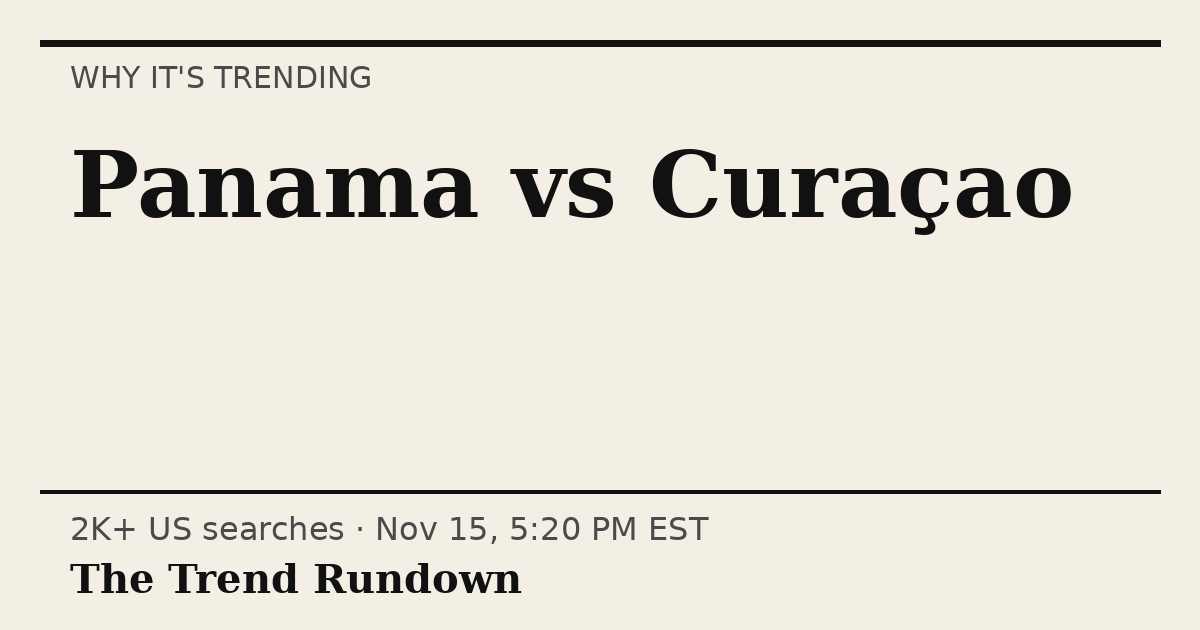 WHY IT'S TRENDING
Panama vs Curaçao
2K+ US searches · Nov 15, 5:20 PM EST
The Trend Rundown